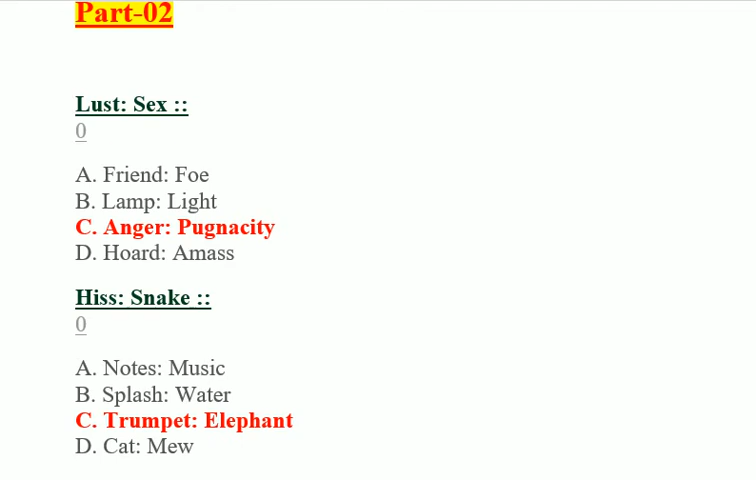 Part-02
Lust: Sex ::
0
A. Friend: Foe
B. Lamp: Light
C. Anger: Pugnacity
D. Hoard: Amass
Hiss: Snake ::
0
A. Notes: Music
B. Splash: Water
C. Trumpet: Elephant
D. Cat: Mew